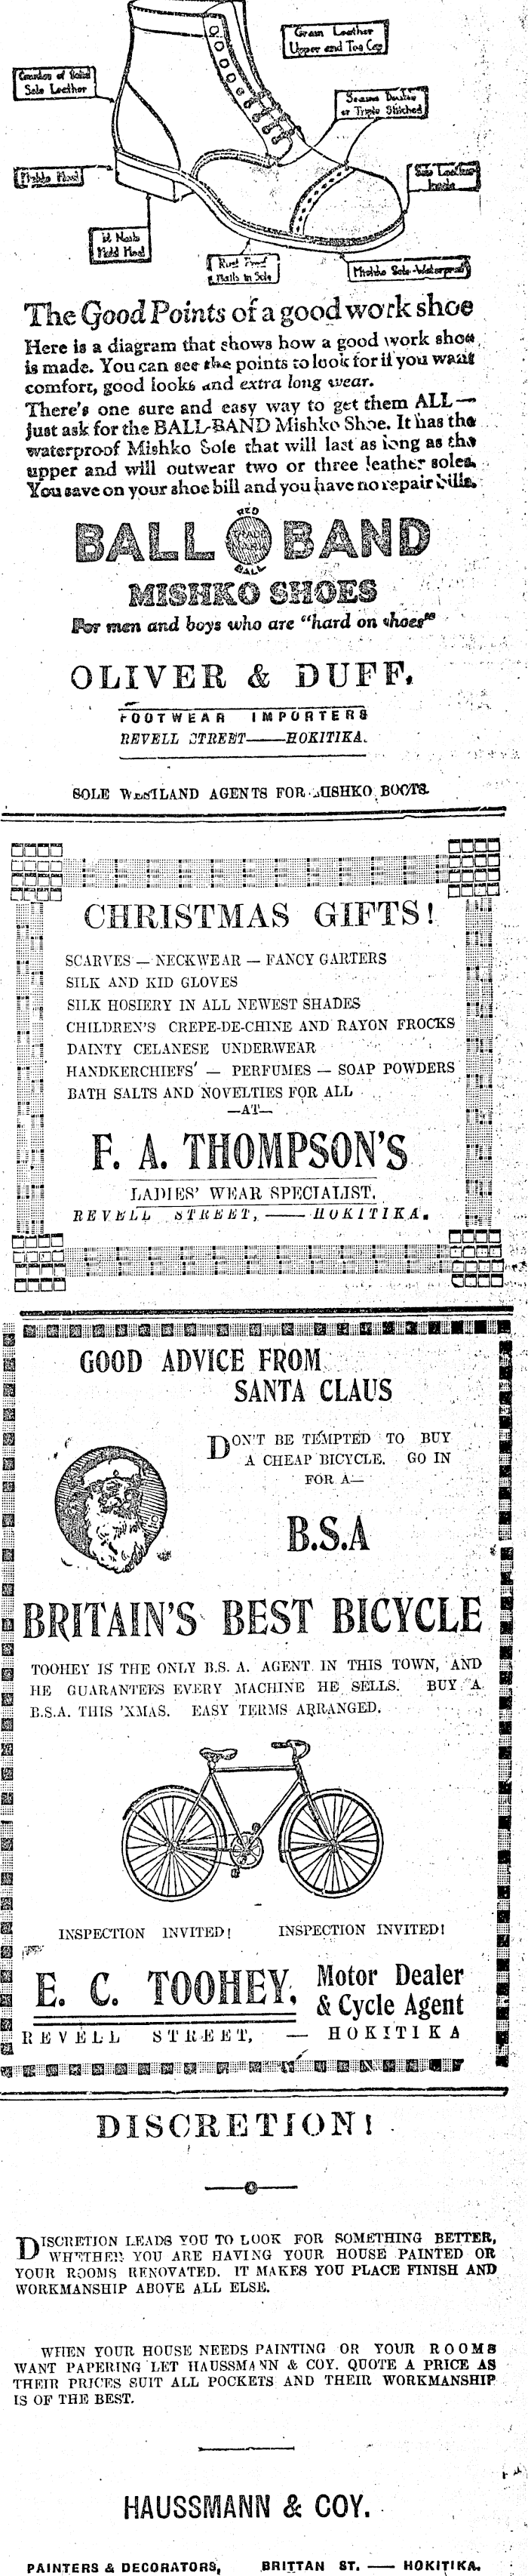 Grain Leather
Upper and Toe Cap
Counter of Solid
Sole Leather
Seams Double
or Triple Stitched
Mishko Heel
Sole Leather
Insole
Rust Proof
Nails in Sole
Mishko Sole-Waterproof
The Good Points of a good work shoe
Here is a diagram that shows how a good work shoe
is made. You can see the points to look for if you want
comfort, good looks and extra long wear.
There's one sure and easy way to get them ALL—
just ask for the BALL-BAND Mishko Shoe. It has the
waterproof Mishko Sole that will last as long as the
upper and will outwear two or three leather soles.
You save on your shoe bill and you have no repair bills.
BALL RED BALL BAND
MISHKO SHOES
For men and boys who are "hard on shoes"
OLIVER & DUFF.
FOOTWEAR IMPORTERS
REVELL STREET——HOKITIKA.
SOLE WESTLAND AGENTS FOR MISHKO BOOTS.
CHRISTMAS GIFTS!
SCARVES — NECKWEAR — FANCY GARTERS
SILK AND KID GLOVES
SILK HOSIERY IN ALL NEWEST SHADES
CHILDREN'S CREPE-DE-CHINE AND RAYON FROCKS
DAINTY CELANESE UNDERWEAR
HANDKERCHIEFS' — PERFUMES — SOAP POWDERS
BATH SALTS AND NOVELTIES FOR ALL
—AT—
F. A. THOMPSON'S
LADIES' WEAR SPECIALIST.
REVELL STREET, —— HOKITIKA.
GOOD ADVICE FROM
SANTA CLAUS
DON'T BE TEMPTED TO BUY
A CHEAP BICYCLE. GO IN
FOR A—
B.S.A
BRITAIN'S BEST BICYCLE
TOOHEY IS THE ONLY B.S. A. AGENT IN THIS TOWN, AND
HE GUARANTEES EVERY MACHINE HE SELLS. BUY A
B.S.A. THIS 'XMAS. EASY TERMS ARRANGED.
INSPECTION INVITED! INSPECTION INVITED!
E. C. TOOHEY, Motor Dealer
& Cycle Agent
REVELL STREET, — HOKITIKA
DISCRETION!
DISCRETION LEADS YOU TO LOOK FOR SOMETHING BETTER,
WHETHER YOU ARE HAVING YOUR HOUSE PAINTED OR
YOUR ROOMS RENOVATED. IT MAKES YOU PLACE FINISH AND
WORKMANSHIP ABOVE ALL ELSE.
WHEN YOUR HOUSE NEEDS PAINTING OR YOUR ROOMS
WANT PAPERING LET HAUSSMANN & COY. QUOTE A PRICE AS
THEIR PRICES SUIT ALL POCKETS AND THEIR WORKMANSHIP
IS OF THE BEST.
HAUSSMANN & COY.
PAINTERS & DECORATORS, BRITTAN ST. —— HOKITIKA.